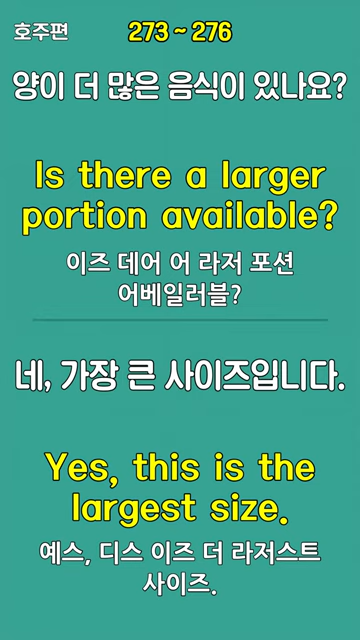 호주편 273 ~ 276
양이 더 많은 음식이 있나요?
Is there a larger
portion available?
이즈 데어 어 라저 포션
어베일러블?
네, 가장 큰 사이즈입니다.
Yes, this is the
largest size.
예스, 디스 이즈 더 라저스트
사이즈.